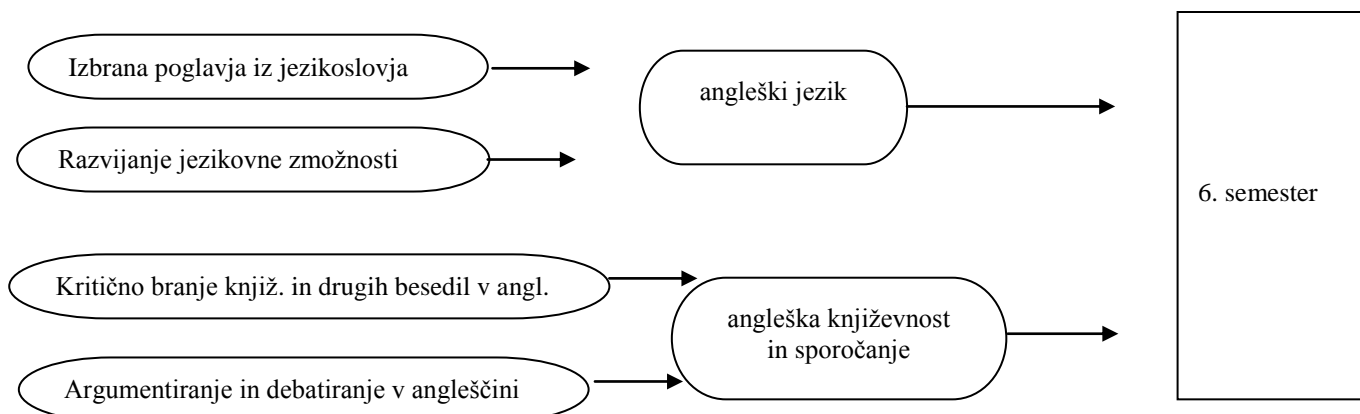 Izbrana poglavja iz jezikoslovja
angleški jezik
Razvijanje jezikovne zmožnosti
6. semester
Kritično branje knjiž. in drugih besedil v angl.
angleška književnost
in sporočanje
Argumentiranje in debatiranje v angleščini